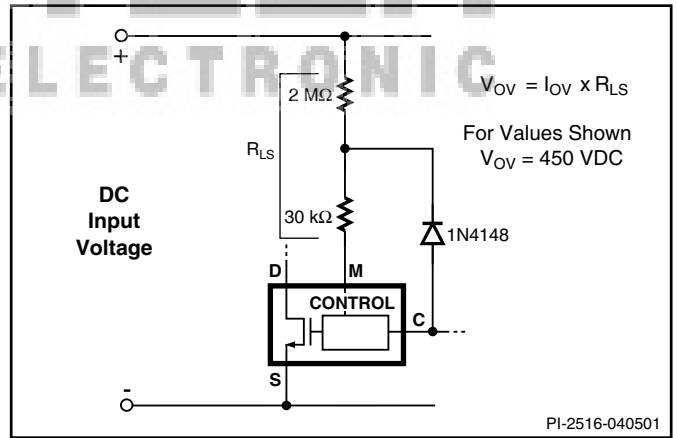 ELECTRONIC
+
2 MΩ
V_OV = I_OV x R_LS
For Values Shown
V_OV = 450 VDC
R_LS
DC
Input
Voltage
30 kΩ
1N4148
D
M
CONTROL
C
S
-
PI-2516-040501